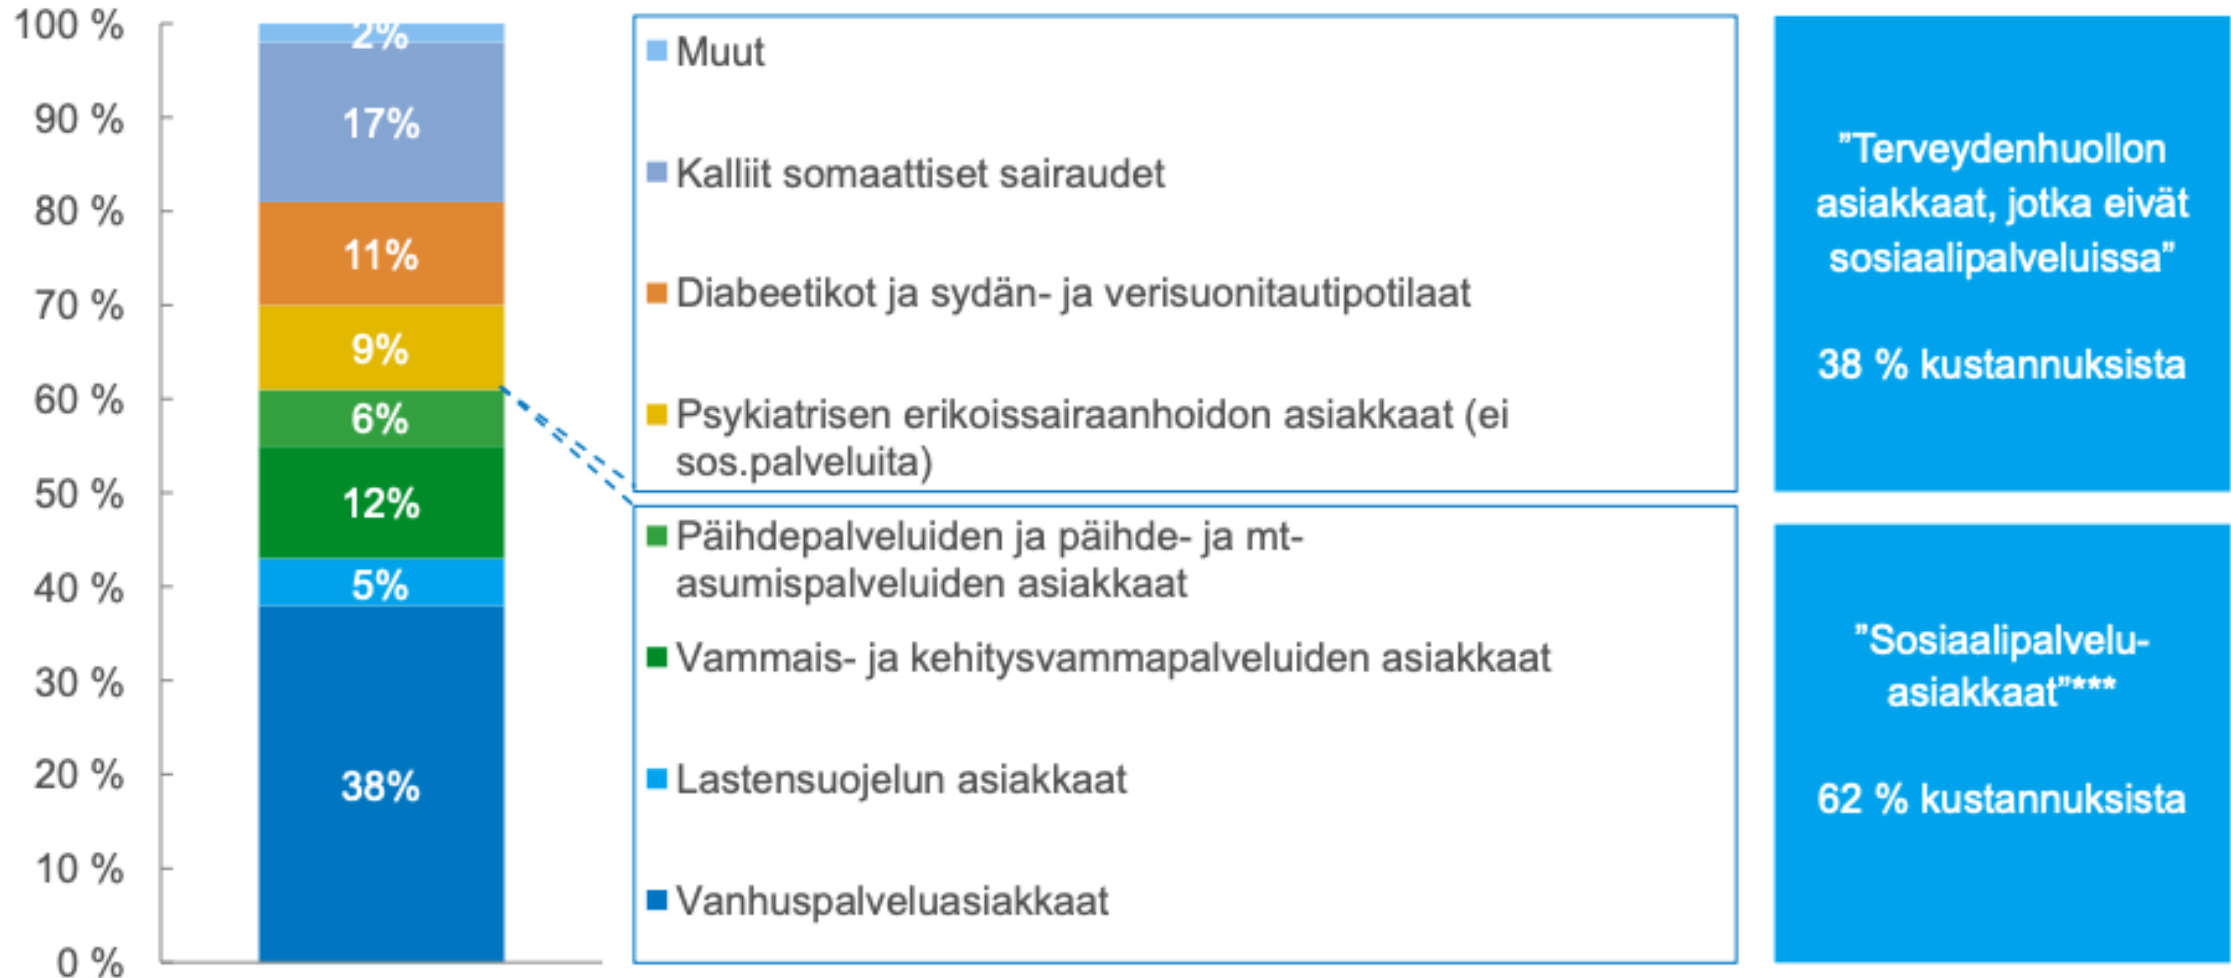 100 %
90 %
80 %
70 %
60 %
50 %
40 %
30 %
20 %
10 %
0 %
2%
17%
11%
9%
6%
12%
5%
38%
Muut
Kalliit somaattiset sairaudet
Diabeetikot ja sydän- ja verisuonitautipotilaat
Psykiatrisen erikoissairaanhoidon asiakkaat (ei
sos.palveluita)
Päihdepalveluiden ja päihde- ja mt-
asumispalveluiden asiakkaat
Vammais- ja kehitysvammapalveluiden asiakkaat
Lastensuojelun asiakkaat
Vanhuspalveluasiakkaat
”Terveydenhuollon
asiakkaat, jotka eivät
sosiaalipalveluissa”
38 % kustannuksista
”Sosiaalipalvelu-
asiakkaat”***
62 % kustannuksista